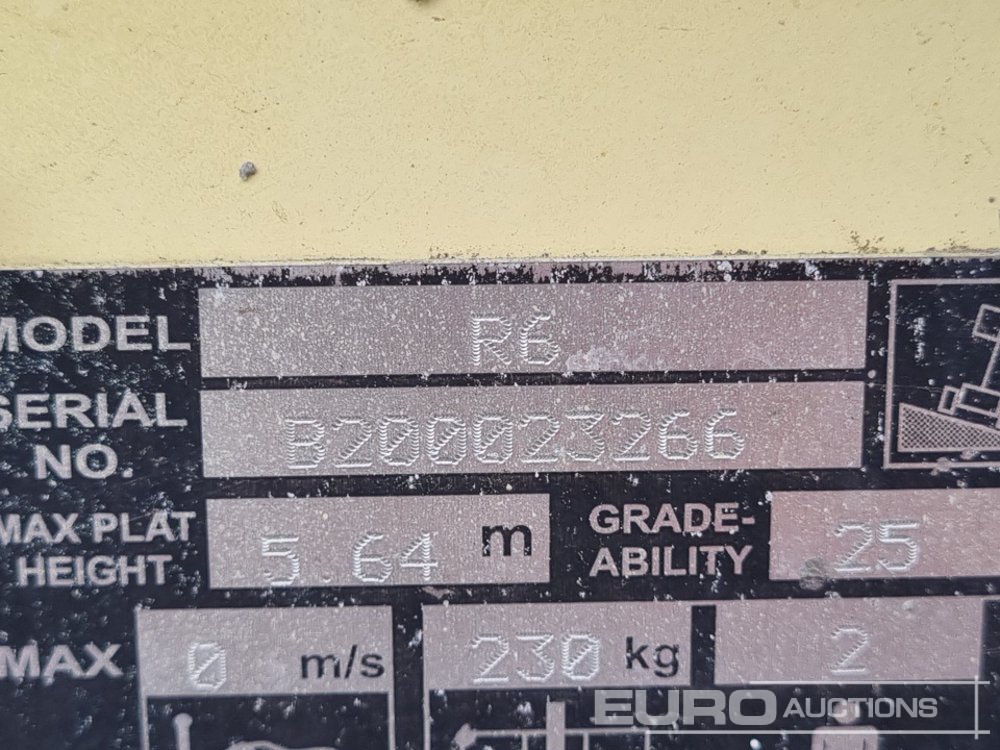 MODEL R6
SERIAL NO. B200023266
MAX PLAT HEIGHT 5.64 m GRADE-ABILITY 25
MAX 0 m/s 230 kg 2
EURO AUCTIONS